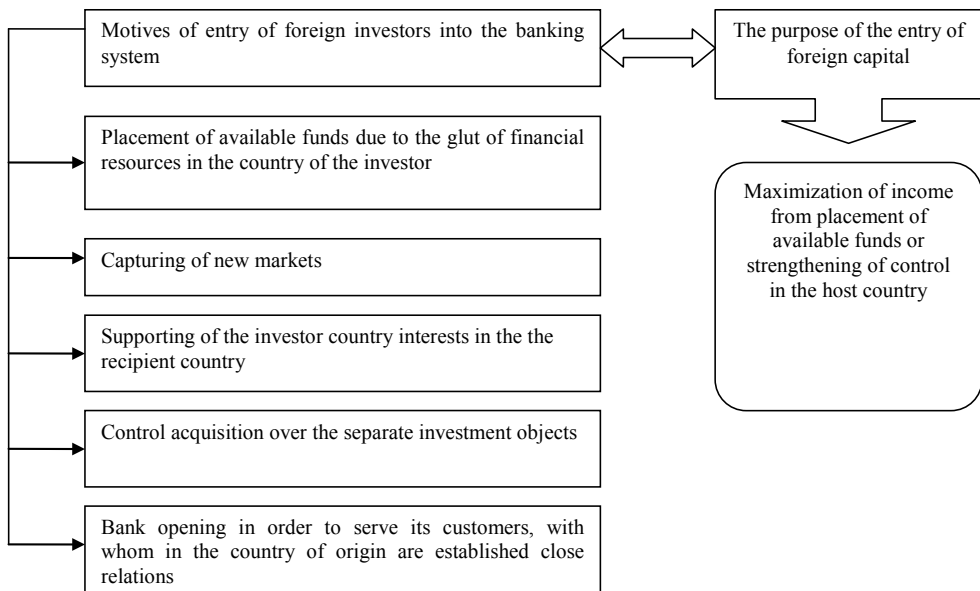 Motives of entry of foreign investors into the banking
system
The purpose of the entry of
foreign capital
Placement of available funds due to the glut of financial
resources in the country of the investor
Maximization of income
from placement of
available funds or
strengthening of control
in the host country
Capturing of new markets
Supporting of the investor country interests in the the
recipient country
Control acquisition over the separate investment objects
Bank opening in order to serve its customers, with
whom in the country of origin are established close
relations